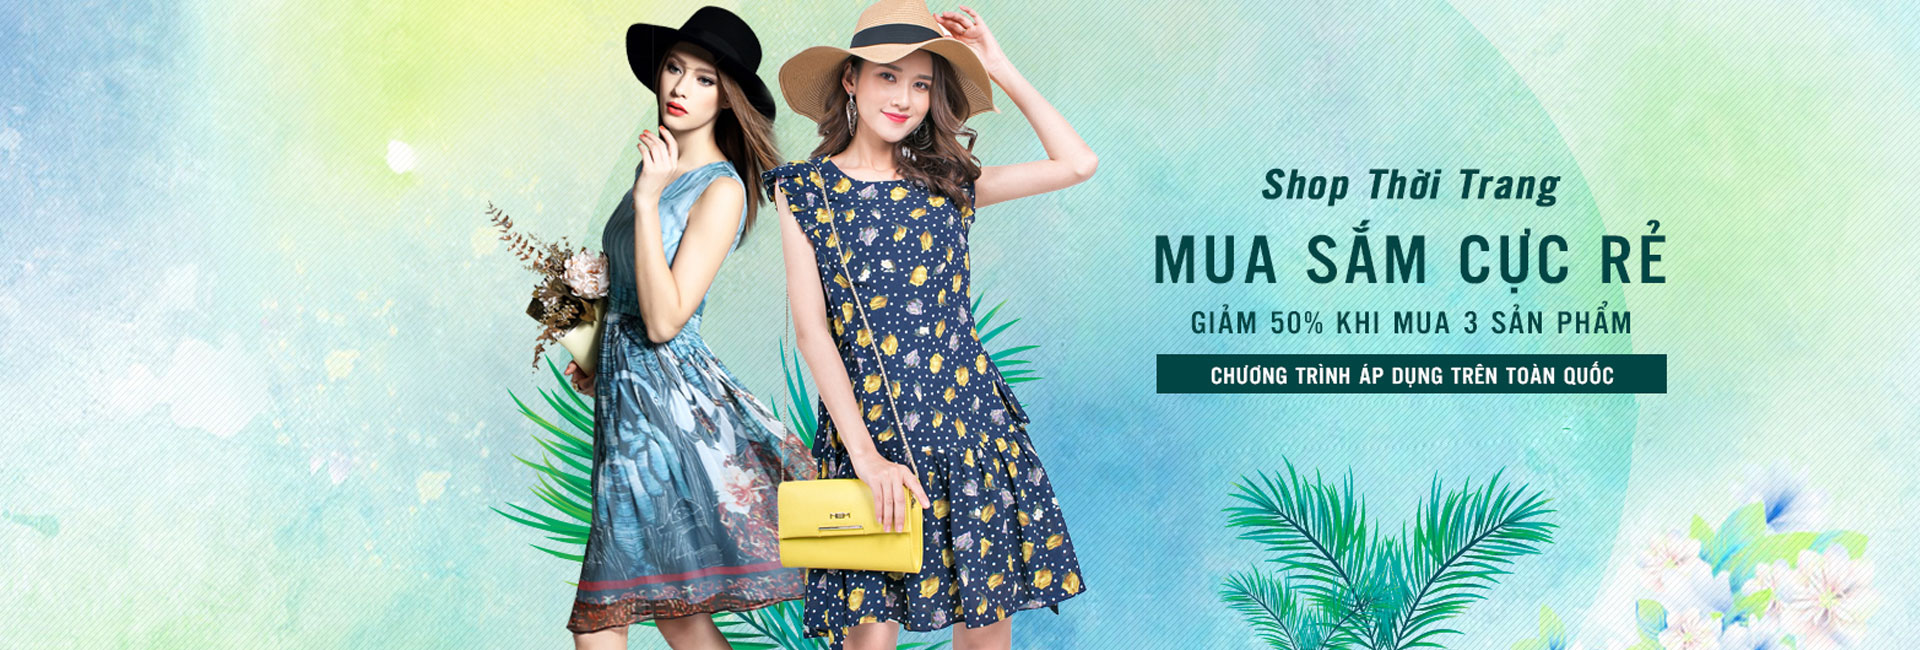 Shop Thời Trang
MUA SẮM CỰC RẺ
GIẢM 50% KHI MUA 3 SẢN PHẨM
CHƯƠNG TRÌNH ÁP DỤNG TRÊN TOÀN QUỐC